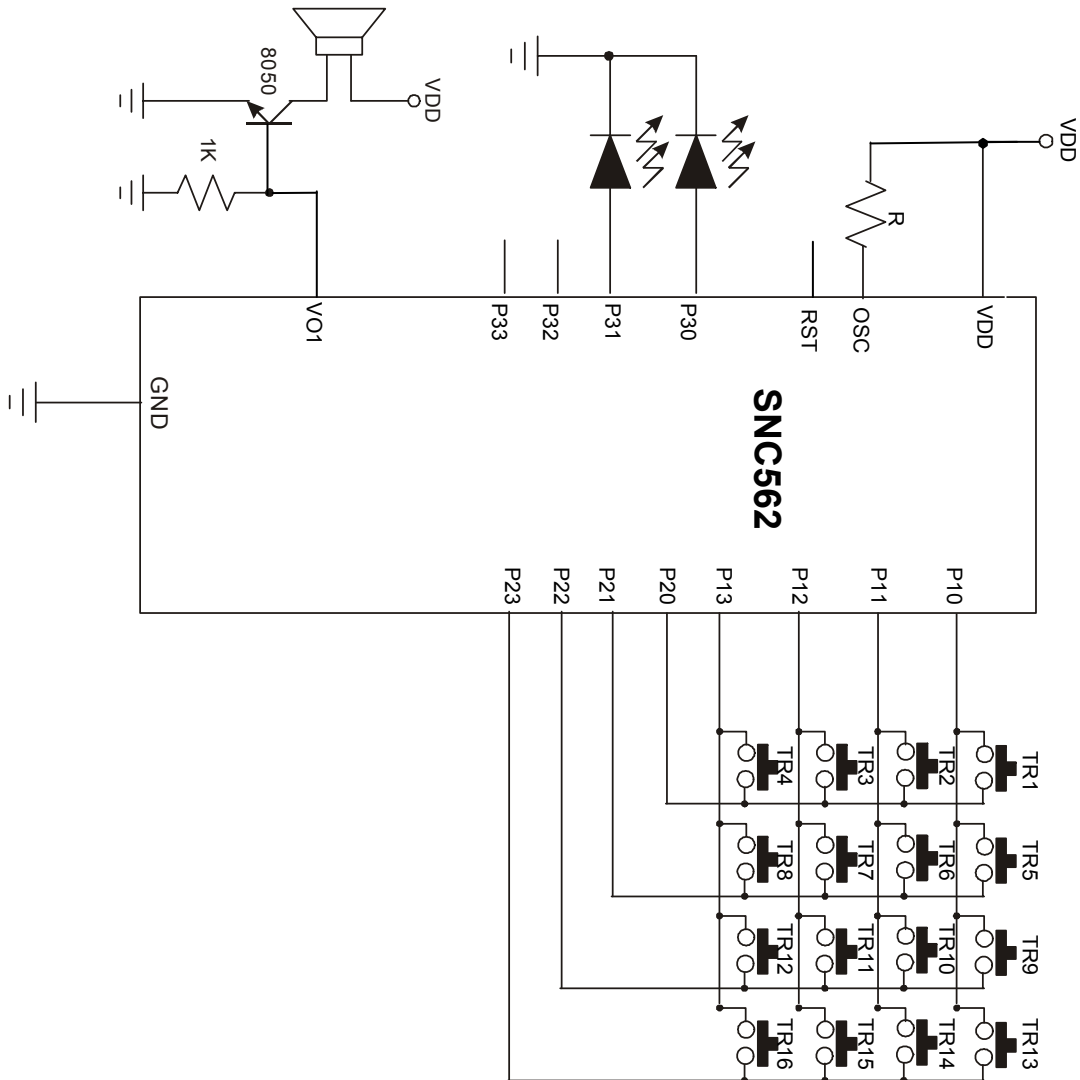 8050
VDD
1K
VDD
R
VO1
P33
P32
P31
P30
RST
OSC
VDD
GND
SNC562
P23
P22
P21
P20
P13
P12
P11
P10
TR4
TR3
TR2
TR1
TR8
TR7
TR6
TR5
TR12
TR11
TR10
TR9
TR16
TR15
TR14
TR13